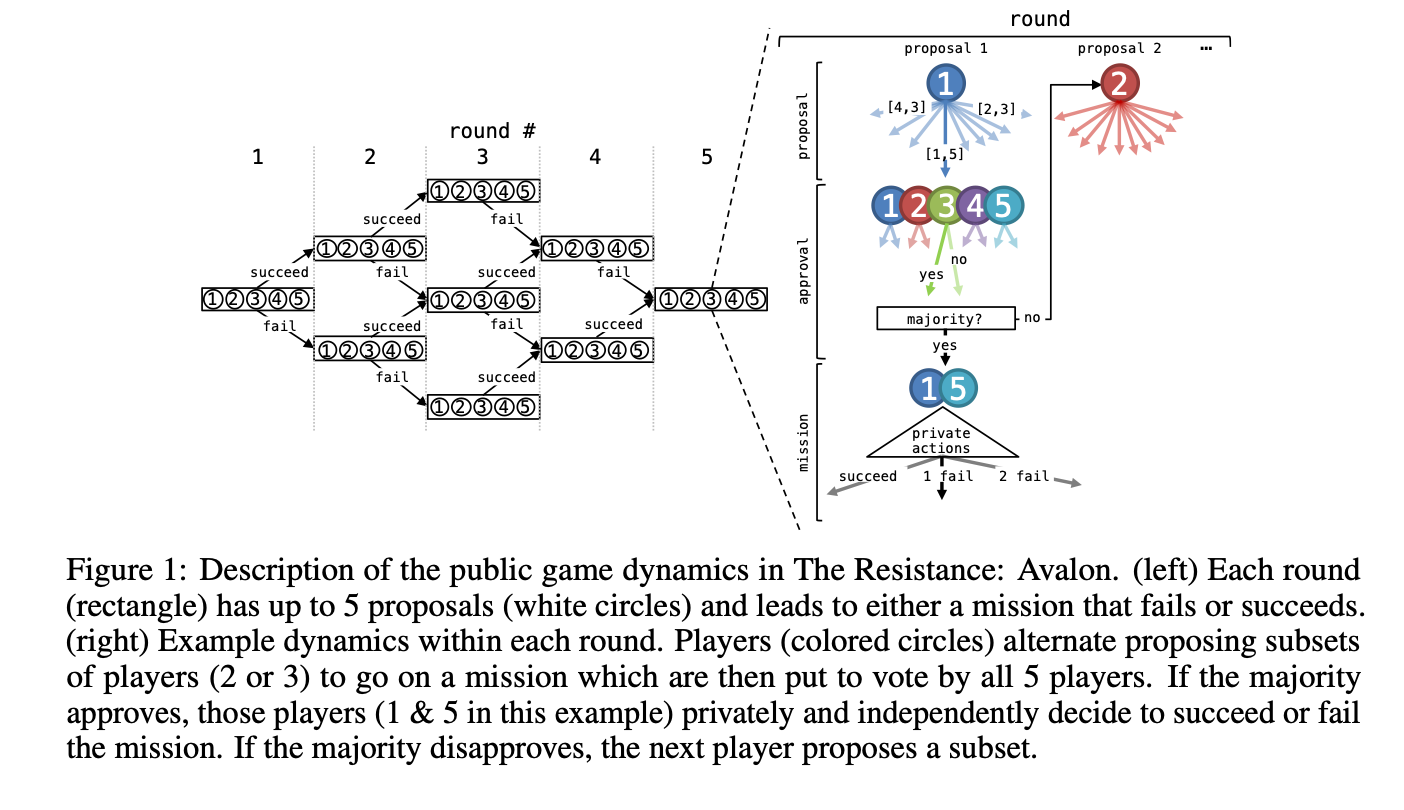 round #
1 2 3 4 5
①②③④⑤
succeed fail
①②③④⑤ ①②③④⑤
succeed fail succeed fail
①②③④⑤ ①②③④⑤ ①②③④⑤ ①②③④⑤
succeed fail
fail succeed fail succeed
①②③④⑤ ①②③④⑤
fail succeed
①②③④⑤
round
proposal 1 proposal 2 …
proposal
1 2
[4,3] [2,3]
[1,5]
approval
1 2 3 4 5
no
yes
majority? no
yes
mission
1 5
private
actions
succeed 1 fail 2 fail
Figure 1: Description of the public game dynamics in The Resistance: Avalon. (left) Each round
(rectangle) has up to 5 proposals (white circles) and leads to either a mission that fails or succeeds.
(right) Example dynamics within each round. Players (colored circles) alternate proposing subsets
of players (2 or 3) to go on a mission which are then put to vote by all 5 players. If the majority
approves, those players (1 & 5 in this example) privately and independently decide to succeed or fail
the mission. If the majority disapproves, the next player proposes a subset.